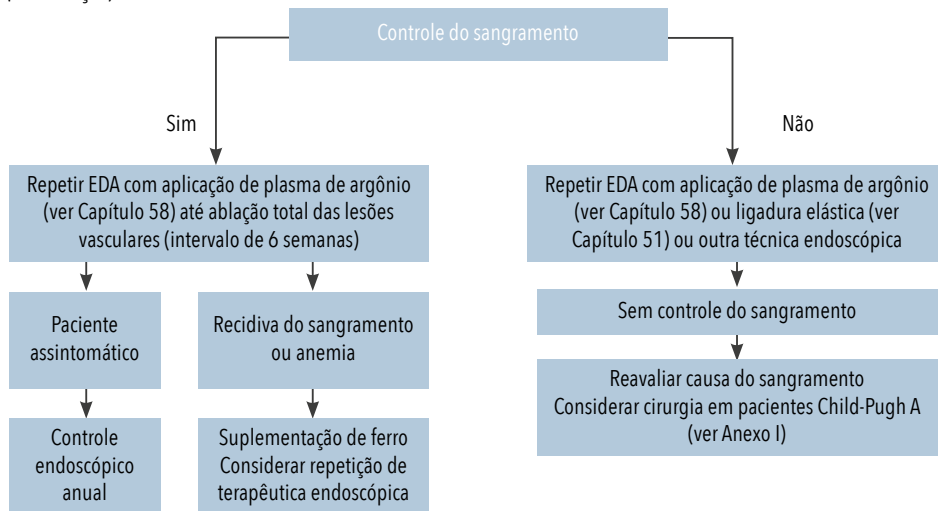 Controle do sangramento
Sim
Não
Repetir EDA com aplicação de plasma de argônio
(ver Capítulo 58) até ablação total das lesões
vasculares (intervalo de 6 semanas)
Repetir EDA com aplicação de plasma de argônio
(ver Capítulo 58) ou ligadura elástica (ver
Capítulo 51) ou outra técnica endoscópica
Paciente
assintomático
Recidiva do sangramento
ou anemia
Sem controle do sangramento
Reavaliar causa do sangramento
Considerar cirurgia em pacientes Child-Pugh A
(ver Anexo I)
Controle
endoscópico
anual
Suplementação de ferro
Considerar repetição de
terapêutica endoscópica